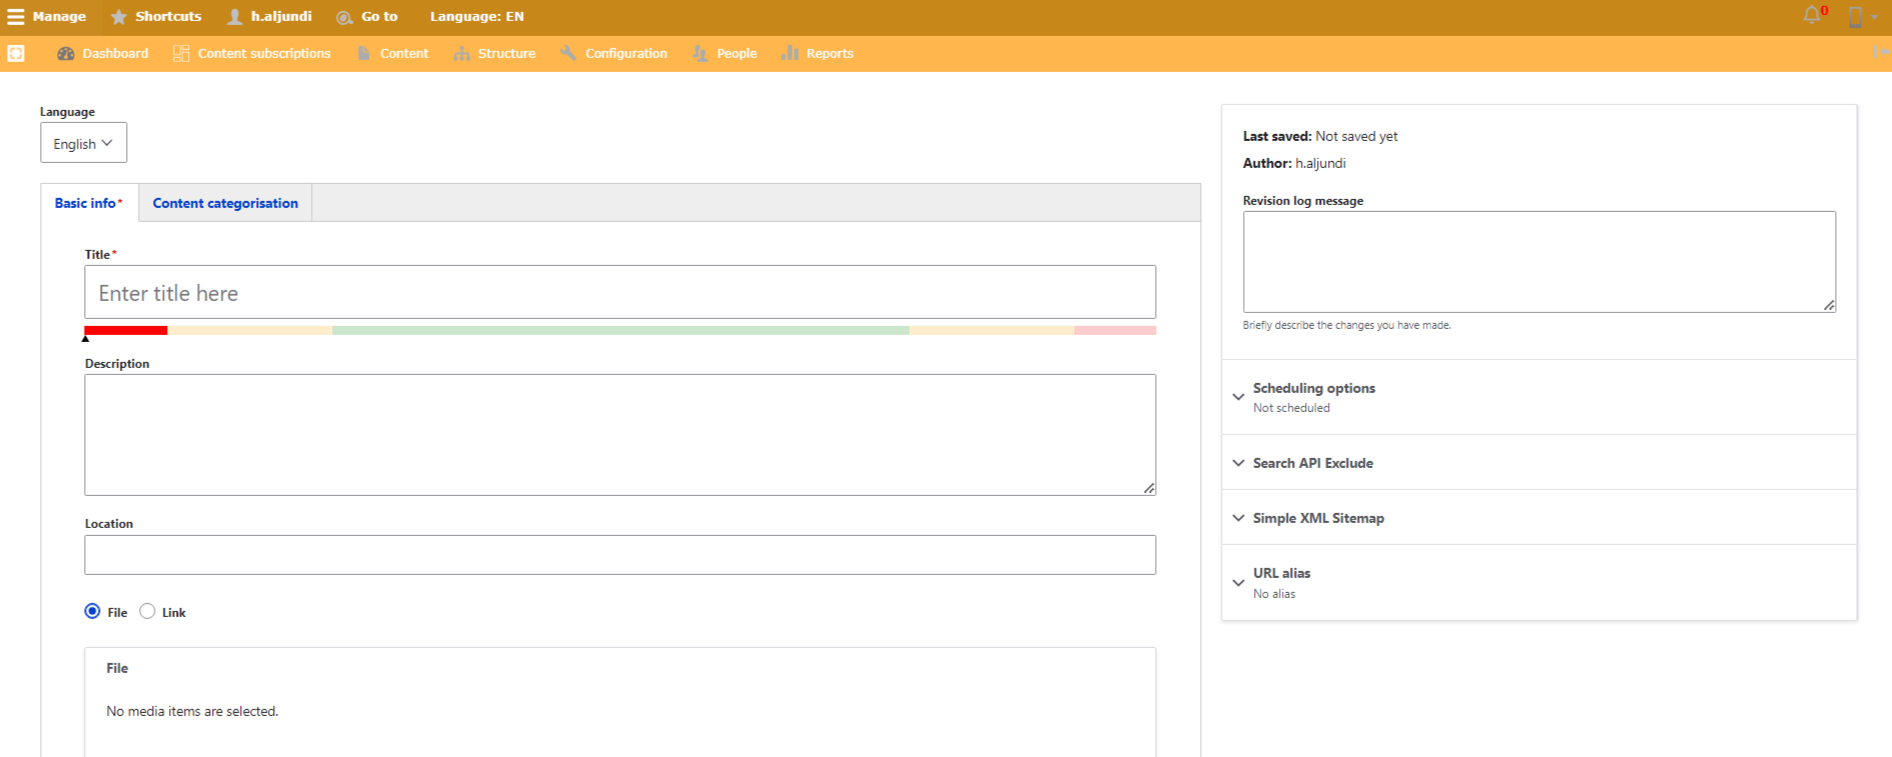 Manage Shortcuts h.aljundi Go to Language: EN 0
Dashboard Content subscriptions Content Structure Configuration People Reports
Language
English
Basic info* Content categorisation
Title*
Enter title here
Description
Location
File Link
File
No media items are selected.
Last saved: Not saved yet
Author: h.aljundi
Revision log message
Briefly describe the changes you have made.
Scheduling options
Not scheduled
Search API Exclude
Simple XML Sitemap
URL alias
No alias